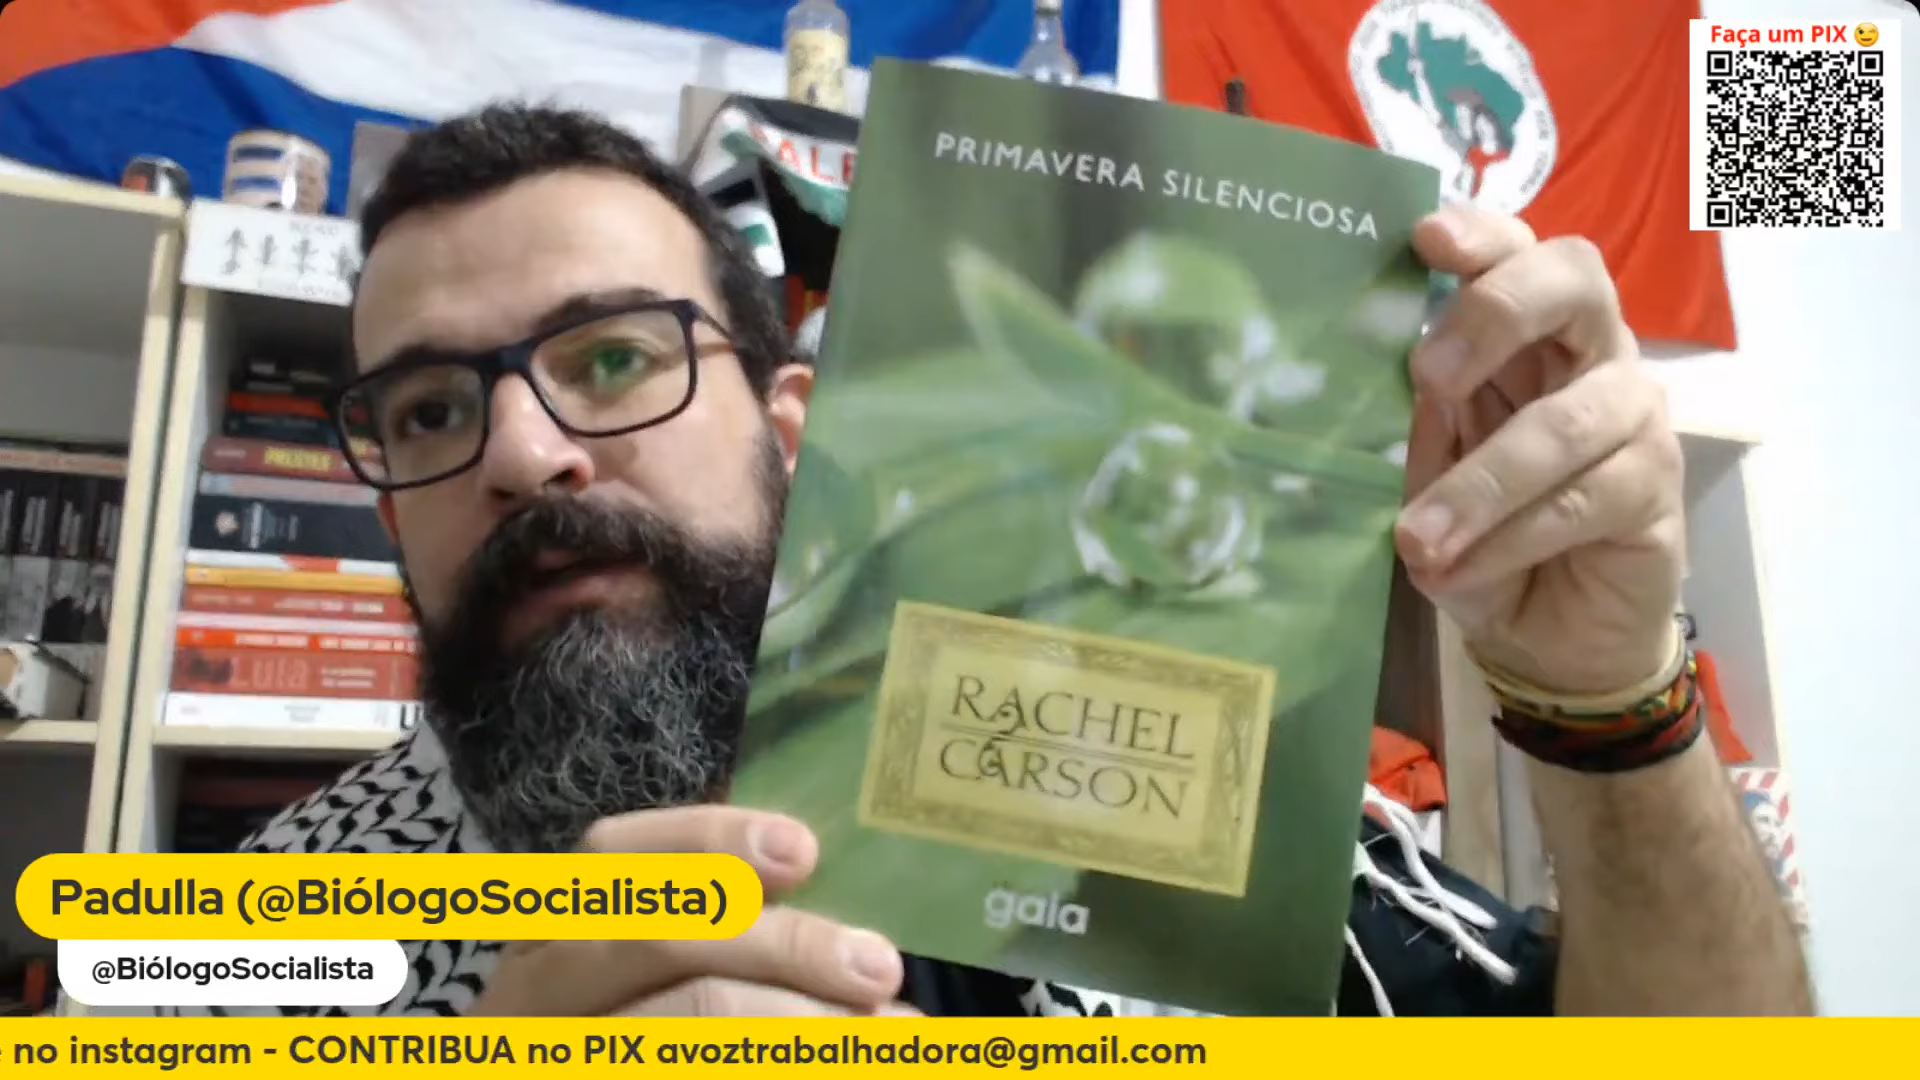 Faça um PIX 😉
PRIMAVERA SILENCIOSA
RACHEL
CARSON
gaia
Lula
Padulla (@BiólogoSocialista)
@BiólogoSocialista
no instagram - CONTRIBUA no PIX avoztrabalhadora@gmail.com